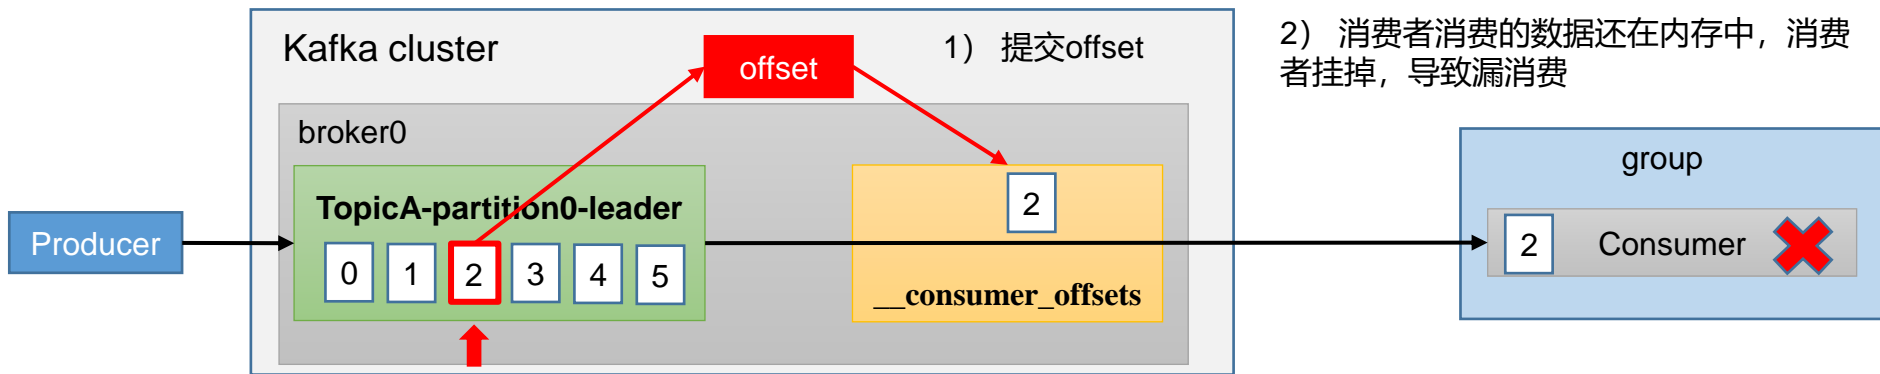 Kafka cluster
offset
1） 提交offset
2） 消费者消费的数据还在内存中，消费
者挂掉，导致漏消费
broker0
group
TopicA-partition0-leader
2
Producer
0 1 2 3 4 5
2 Consumer
__consumer_offsets